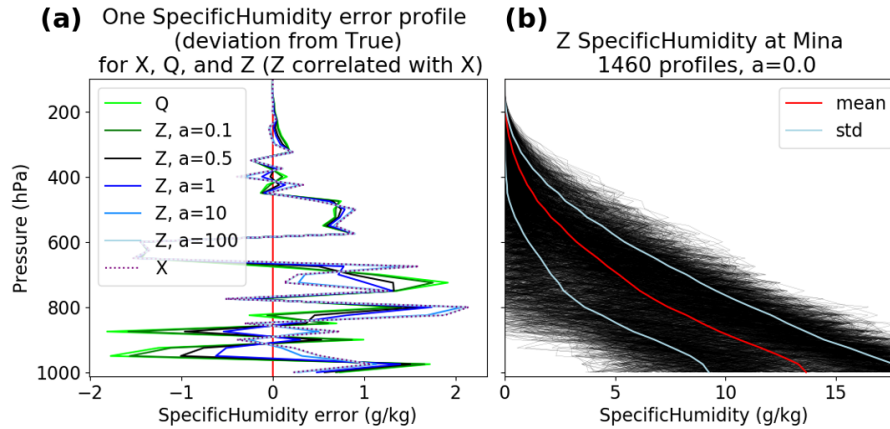 (a) One SpecificHumidity error profile
(deviation from True)
for X, Q, and Z (Z correlated with X)
Pressure (hPa)
200
400
600
800
1000
Q
Z, a=0.1
Z, a=0.5
Z, a=1
Z, a=10
Z, a=100
X
−2
−1
0
1
2
SpecificHumidity error (g/kg)
(b)
Z SpecificHumidity at Mina
1460 profiles, a=0.0
mean
std
0
5
10
15
SpecificHumidity (g/kg)